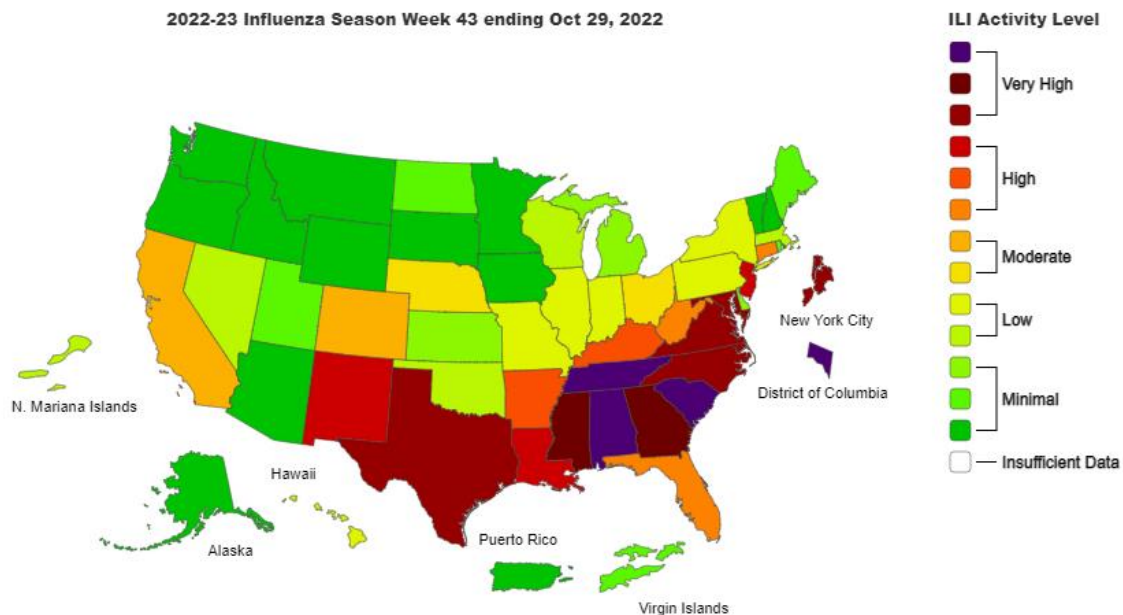 2022-23 Influenza Season Week 43 ending Oct 29, 2022
ILI Activity Level
Very High
High
Moderate
Low
Minimal
Insufficient Data
New York City
District of Columbia
N. Mariana Islands
Hawaii
Alaska
Puerto Rico
Virgin Islands